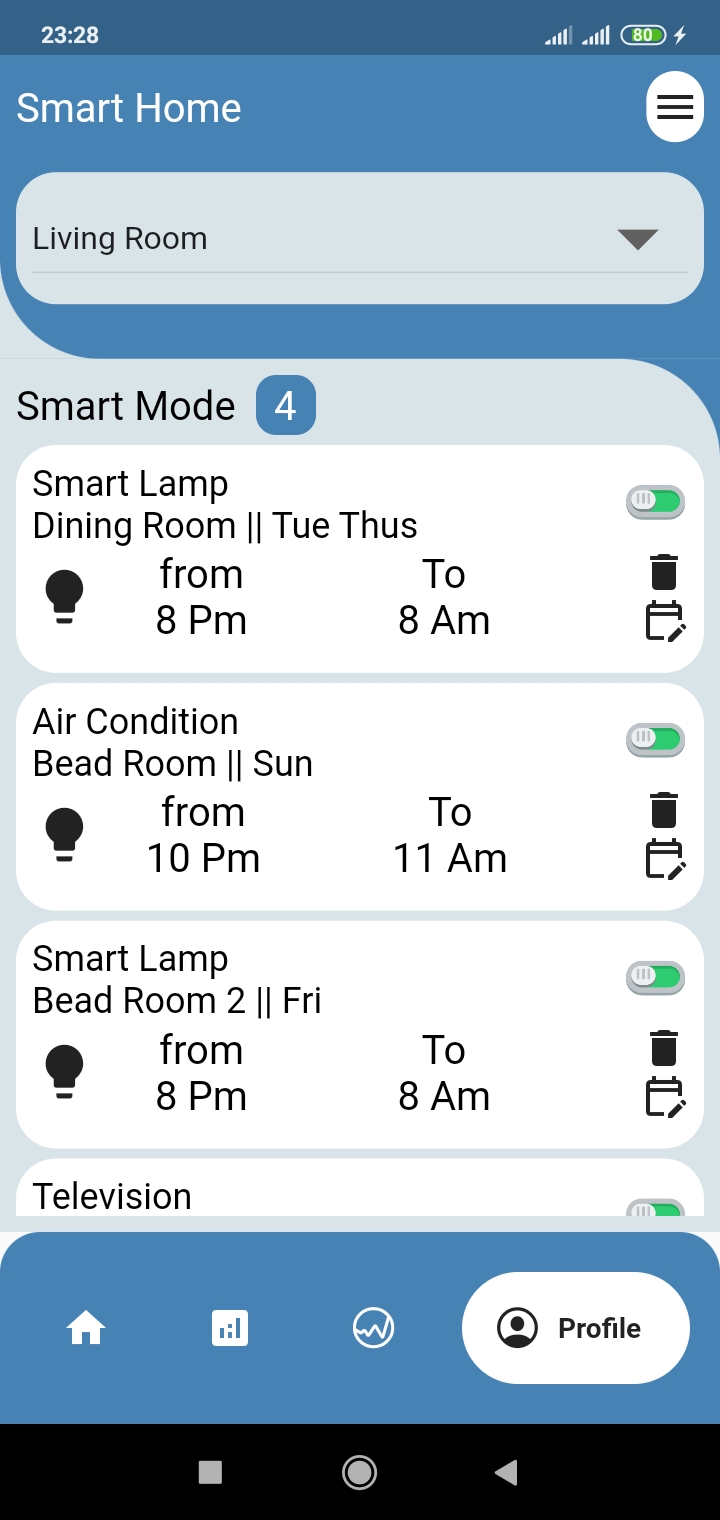 23:28
80
Smart Home
Living Room
Smart Mode 4
Smart Lamp
Dining Room || Tue Thus
from To
8 Pm 8 Am
Air Condition
Bead Room || Sun
from To
10 Pm 11 Am
Smart Lamp
Bead Room 2 || Fri
from To
8 Pm 8 Am
Television
Profile